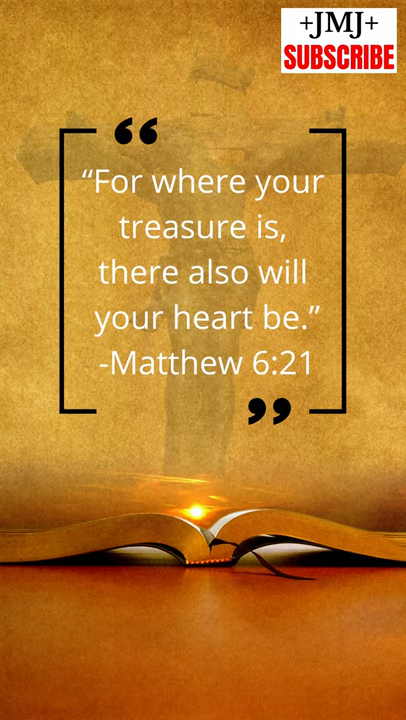 +JMJ+
SUBSCRIBE
“
“For where your
treasure is,
there also will
your heart be.”
-Matthew 6:21
”